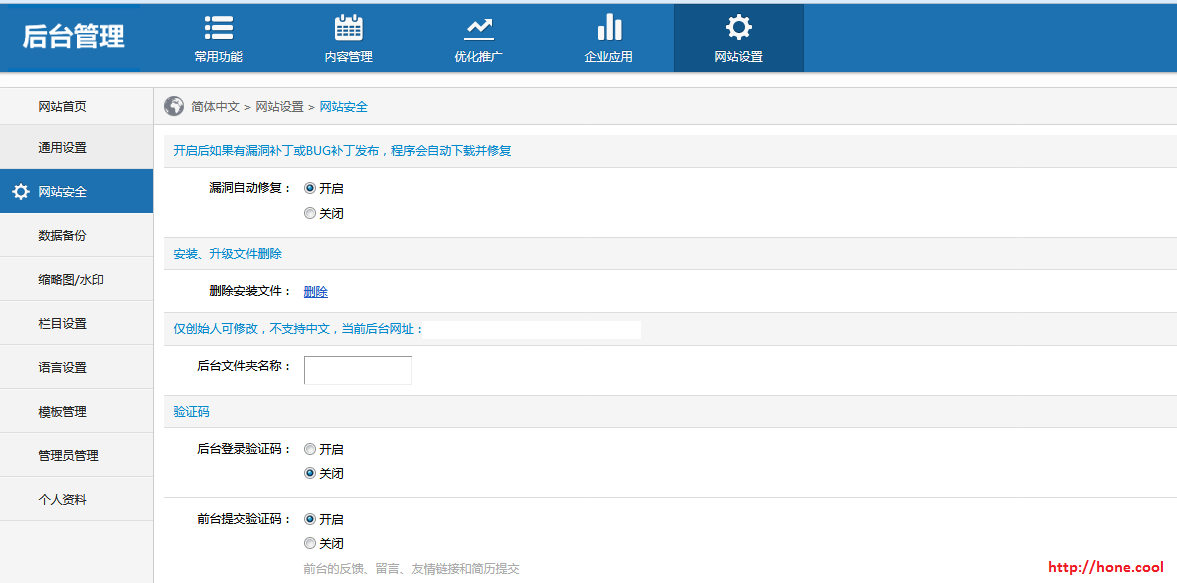 后台管理
常用功能
内容管理
优化推广
企业应用
网站设置
网站首页
通用设置
网站安全
数据备份
缩略图/水印
栏目设置
语言设置
模板管理
管理员管理
个人资料
简体中文 > 网站设置 > 网站安全
开启后如果有漏洞补丁或BUG补丁发布，程序会自动下载并修复
漏洞自动修复： 开启
关闭
安装、升级文件删除
删除安装文件： 删除
仅创始人可修改，不支持中文，当前后台网址：
后台文件夹名称：
验证码
后台登录验证码： 开启
关闭
前台提交验证码： 开启
关闭
前台的反馈、留言、友情链接和简历提交
http://hone.cool